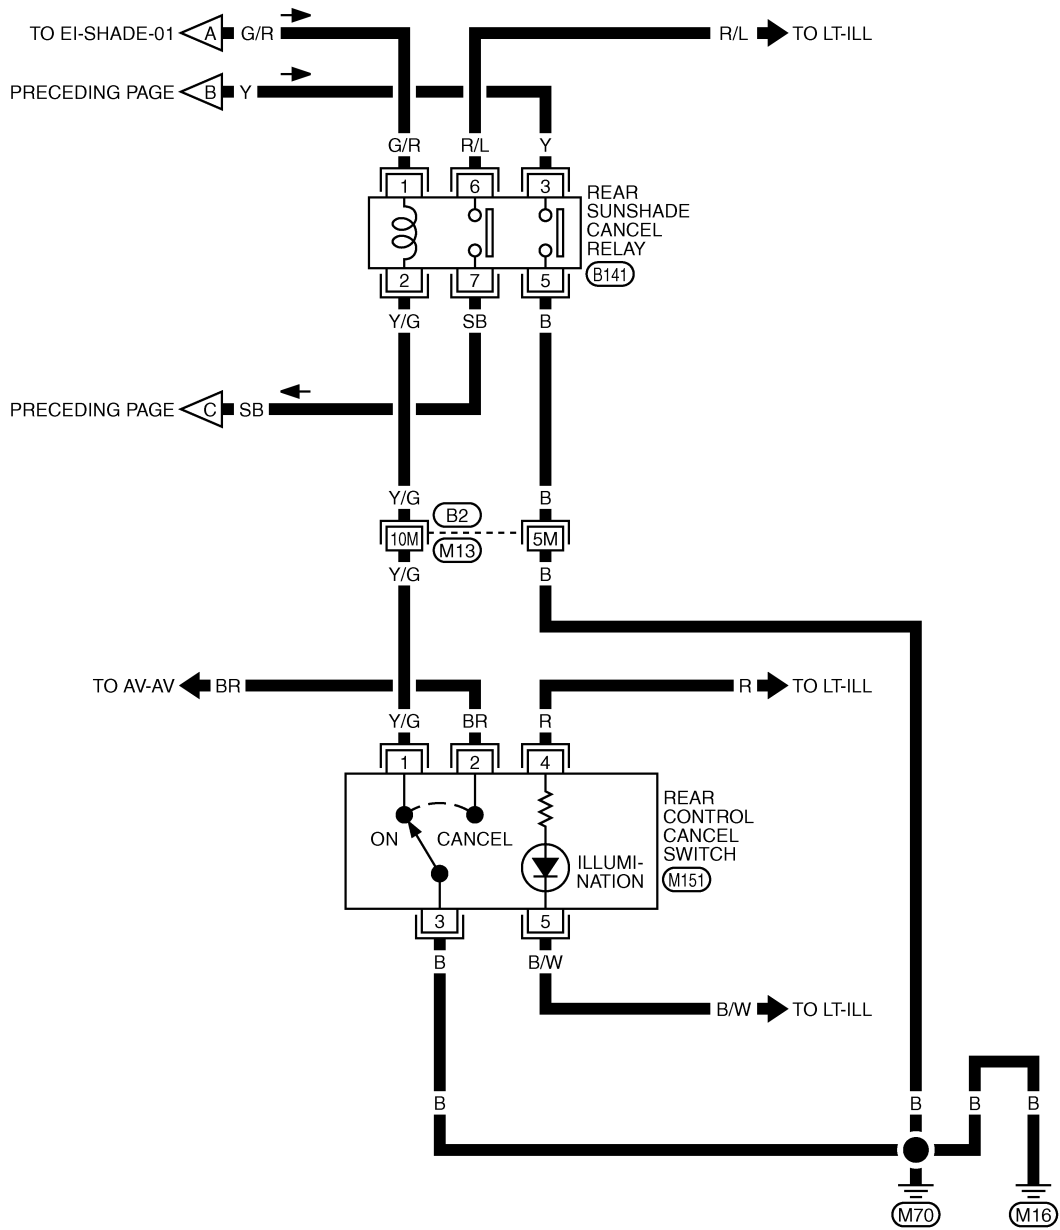 TO EI-SHADE-01 A G/R R/L TO LT-ILL
PRECEDING PAGE B Y
G/R R/L Y
1 6 3
REAR
SUNSHADE
CANCEL
RELAY
B141
2 7 5
Y/G SB B
PRECEDING PAGE C SB
Y/G B
B2
10M 5M
M13
Y/G B
TO AV-AV BR R TO LT-ILL
Y/G BR R
1 2 4
REAR
CONTROL
CANCEL
SWITCH
M151
ON CANCEL
ILLUMI-
NATION
3 5
B B/W
B/W TO LT-ILL
B B B B
M70 M16